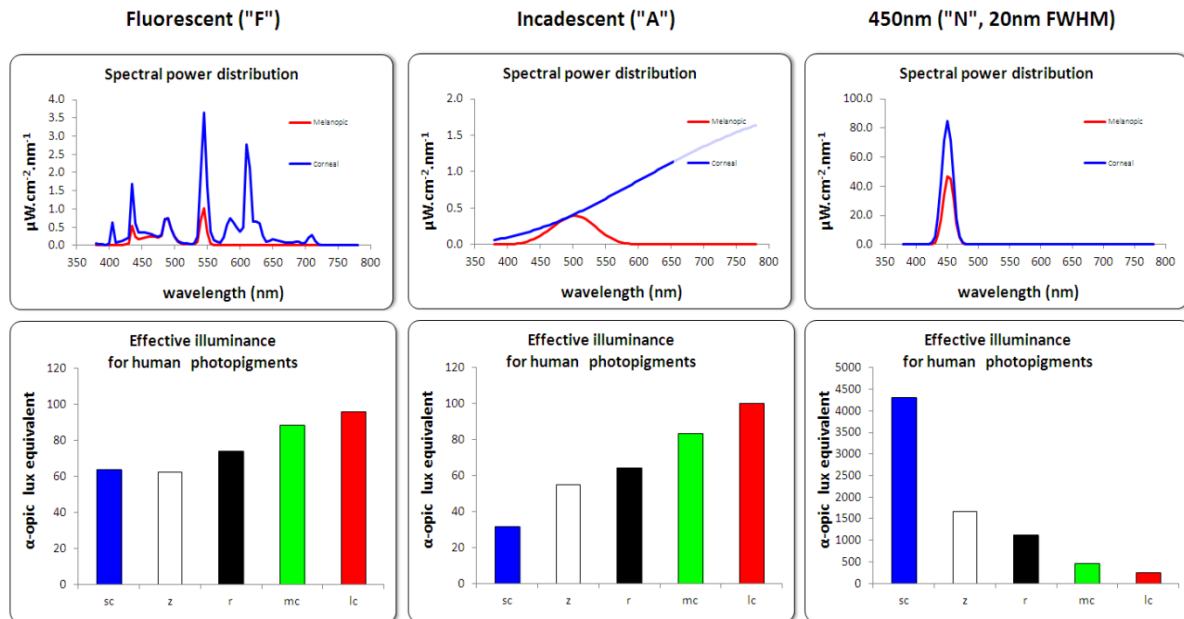 Fluorescent ("F")
Spectral power distribution
4.0
3.5
3.0
2.5
2.0
1.5
1.0
0.5
0.0
µW.cm-2.nm-1
Melanopic
Corneal
350 400 450 500 550 600 650 700 750 800
wavelength (nm)
Incadescent ("A")
Spectral power distribution
2.0
1.5
1.0
0.5
0.0
µW.cm-2.nm-1
Melanopic
Corneal
350 400 450 500 550 600 650 700 750 800
wavelength (nm)
450nm ("N", 20nm FWHM)
Spectral power distribution
100.0
80.0
60.0
40.0
20.0
0.0
µW.cm-2.nm-1
Melanopic
Corneal
350 400 450 500 550 600 650 700 750 800
wavelength (nm)
Effective illuminance
for human photopigments
120
100
80
60
40
20
0
α-opic lux equivalent
sc z r mc lc
Effective illuminance
for human photopigments
120
100
80
60
40
20
0
α-opic lux equivalent
sc z r mc lc
Effective illuminance
for human photopigments
5000
4500
4000
3500
3000
2500
2000
1500
1000
500
0
α-opic lux equivalent
sc z r mc lc